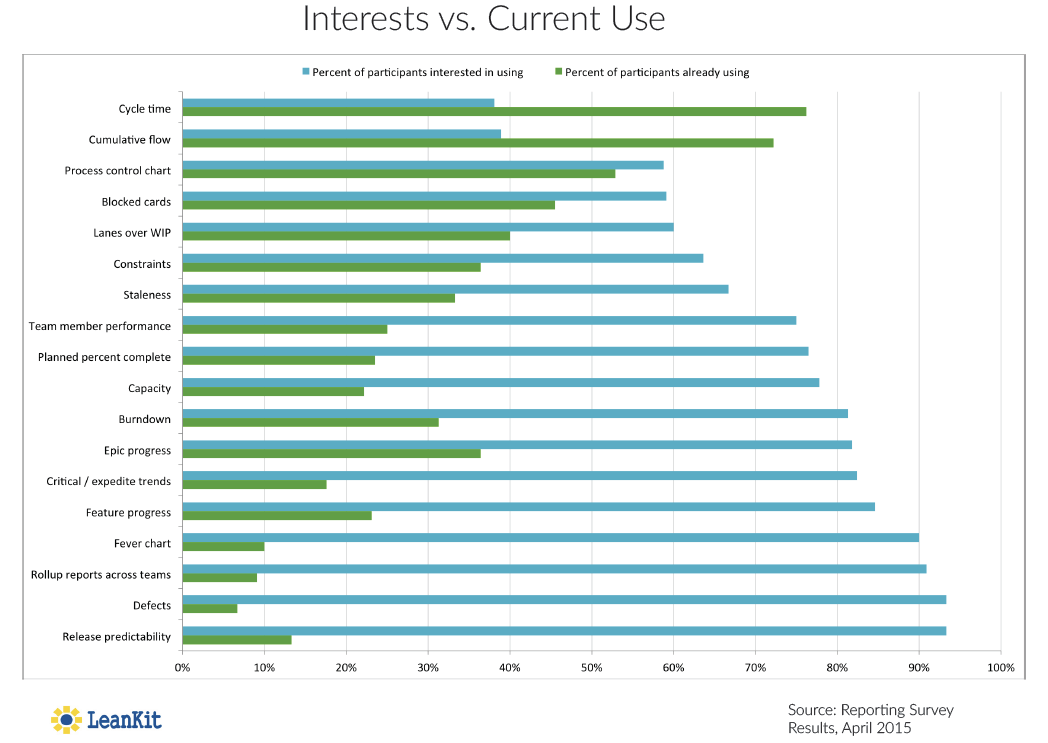 Interests vs. Current Use
Percent of participants interested in using
Percent of participants already using
Cycle time
Cumulative flow
Process control chart
Blocked cards
Lanes over WIP
Constraints
Staleness
Team member performance
Planned percent complete
Capacity
Burndown
Epic progress
Critical / expedite trends
Feature progress
Fever chart
Rollup reports across teams
Defects
Release predictability
0% 10% 20% 30% 40% 50% 60% 70% 80% 90% 100%
LeanKit
Source: Reporting Survey
Results, April 2015